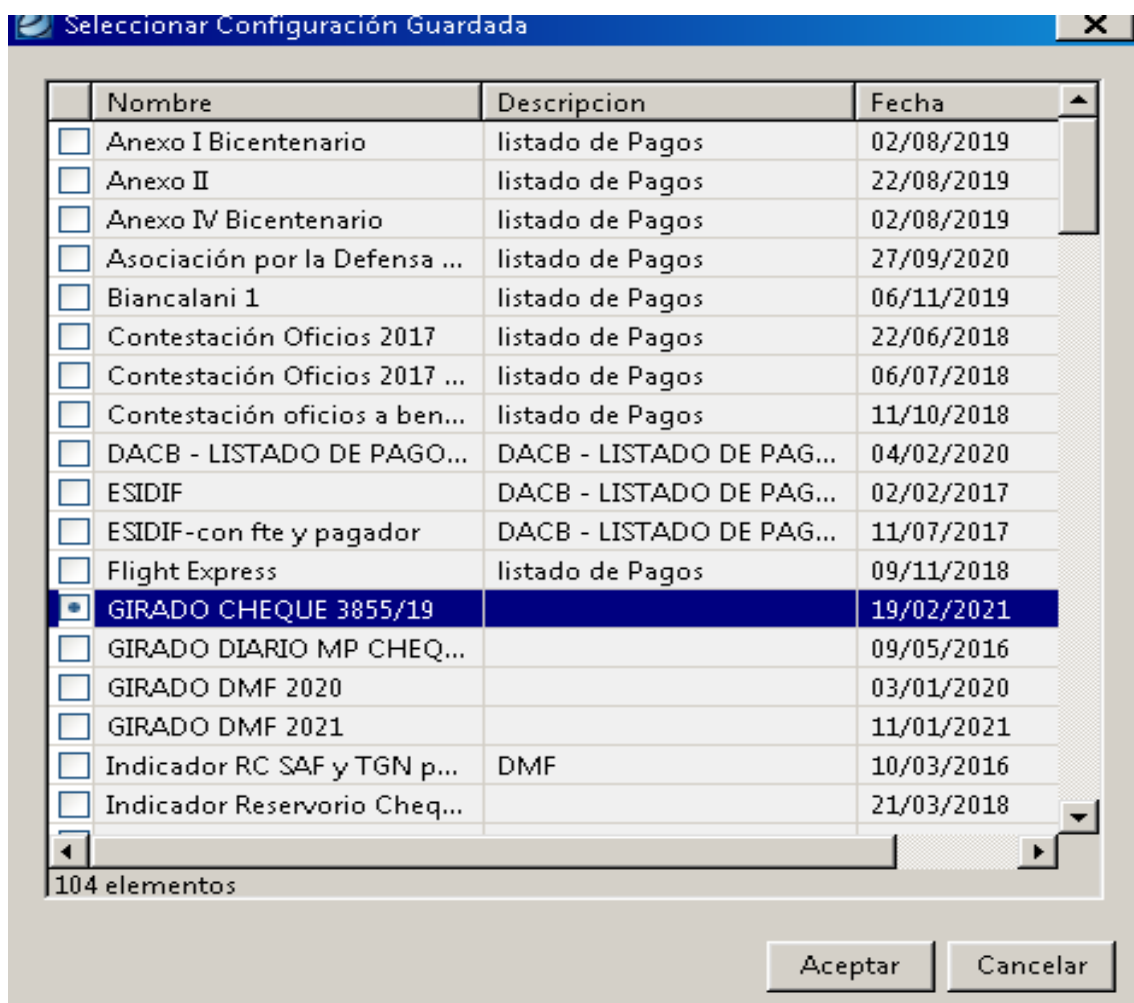 Seleccionar Configuración Guardada
Nombre Descripcion Fecha
Anexo I Bicentenario listado de Pagos 02/08/2019
Anexo II listado de Pagos 22/08/2019
Anexo IV Bicentenario listado de Pagos 02/08/2019
Asociación por la Defensa ... listado de Pagos 27/09/2020
Biancalani 1 listado de Pagos 06/11/2019
Contestación Oficios 2017 listado de Pagos 22/06/2018
Contestación Oficios 2017 ... listado de Pagos 06/07/2018
Contestación oficios a ben... listado de Pagos 11/10/2018
DACB - LISTADO DE PAGO... DACB - LISTADO DE PAG... 04/02/2020
ESIDIF DACB - LISTADO DE PAG... 02/02/2017
ESIDIF-con fte y pagador DACB - LISTADO DE PAG... 11/07/2017
Flight Express listado de Pagos 09/11/2018
GIRADO CHEQUE 3855/19 19/02/2021
GIRADO DIARIO MP CHEQ... 09/05/2016
GIRADO DMF 2020 03/01/2020
GIRADO DMF 2021 11/01/2021
Indicador RC SAF y TGN p... DMF 10/03/2016
Indicador Reservorio Cheq... 21/03/2018
104 elementos
Aceptar Cancelar